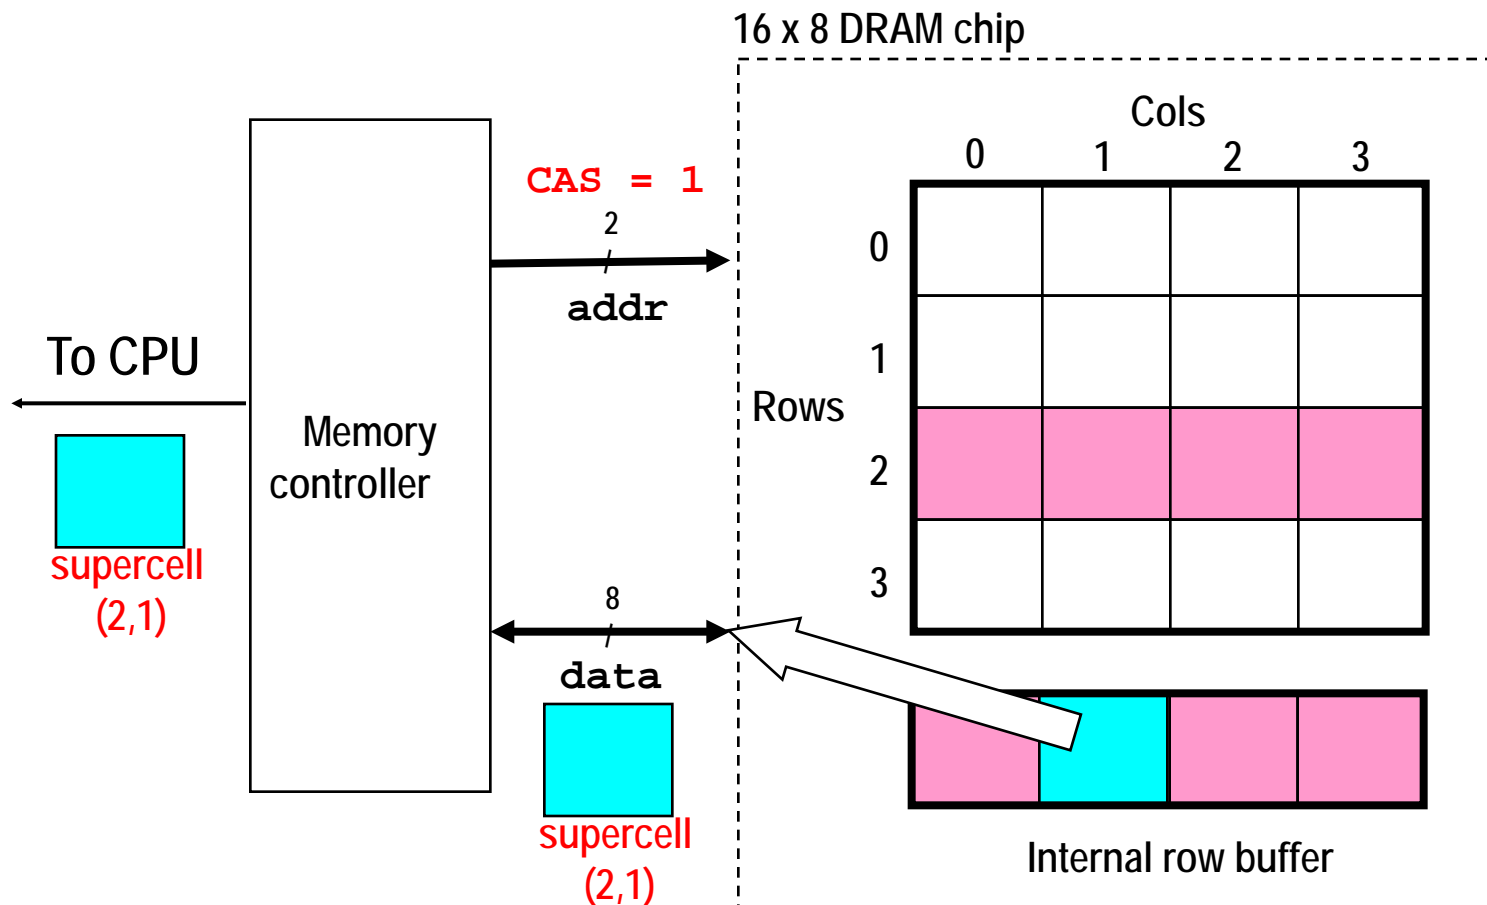 16 x 8 DRAM chip
Cols
0 1 2 3
CAS = 1
2
addr
To CPU
Memory
controller
Rows
0
1
2
3
supercell
(2,1)
8
data
supercell
(2,1)
Internal row buffer